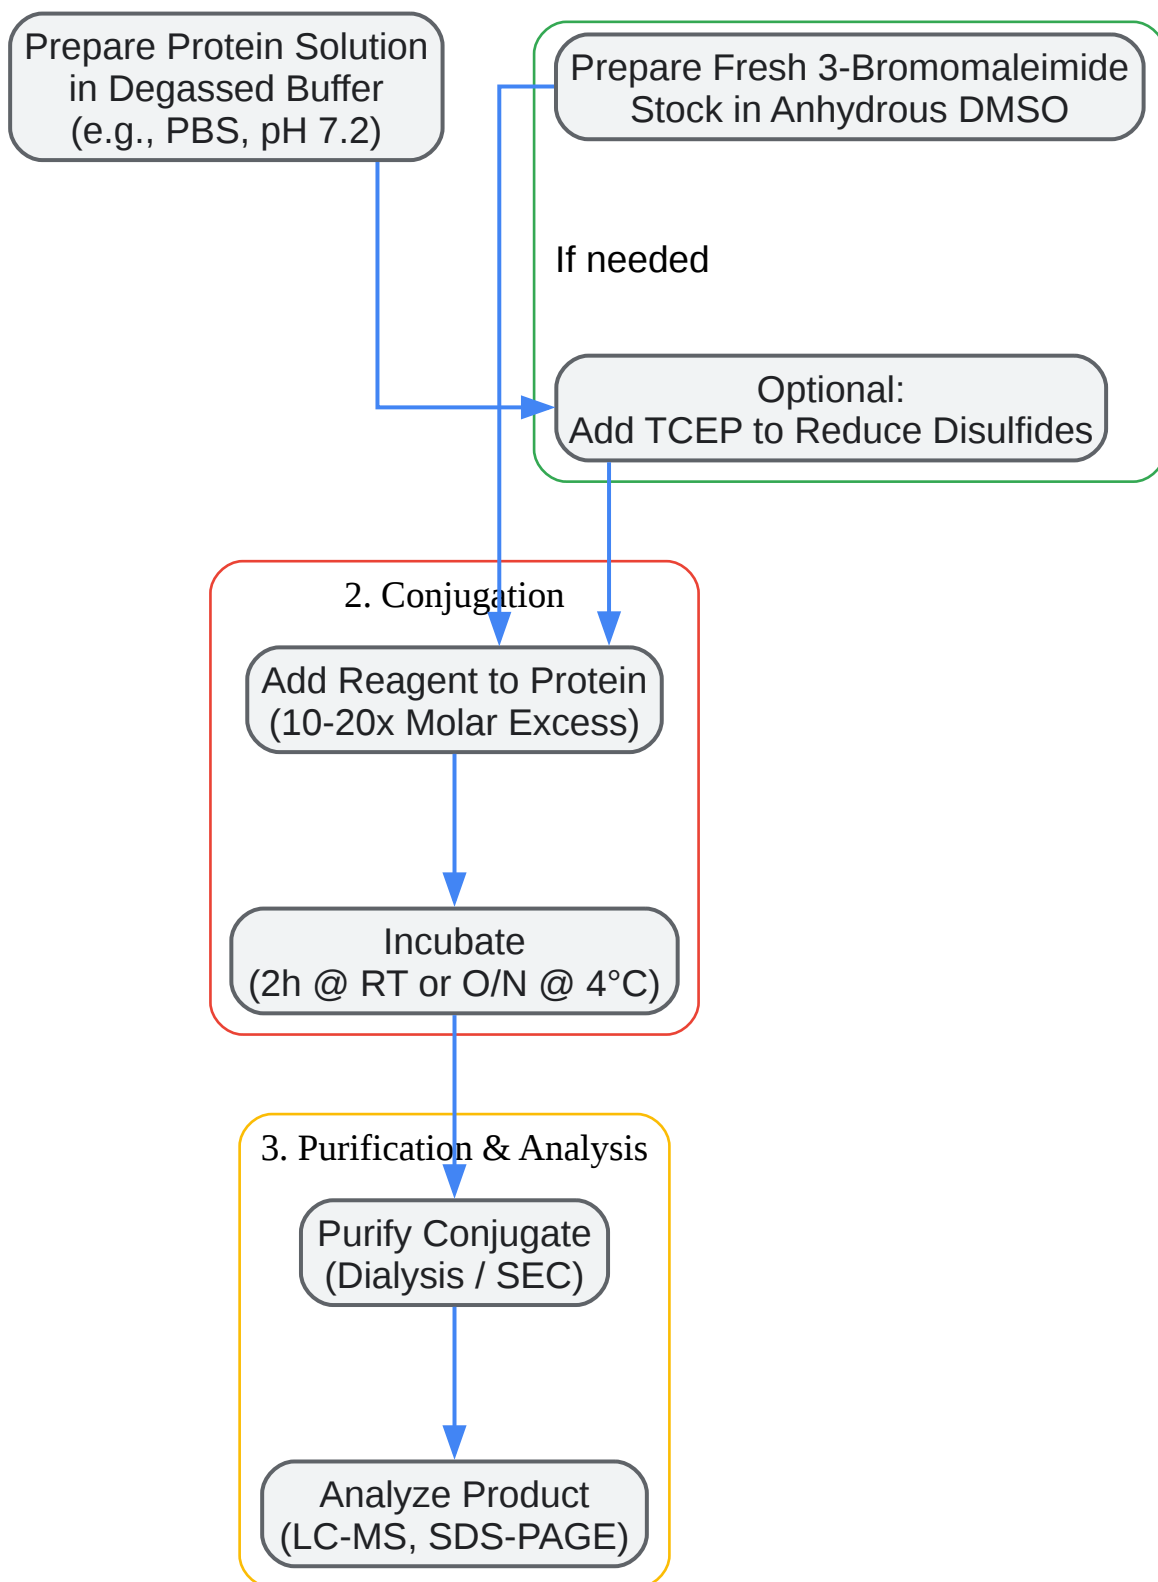 Prepare Protein Solution
in Degassed Buffer
(e.g., PBS, pH 7.2)
Prepare Fresh 3-Bromomaleimide
Stock in Anhydrous DMSO
If needed
Optional:
Add TCEP to Reduce Disulfides
2. Conjugation
Add Reagent to Protein
(10-20x Molar Excess)
Incubate
(2h @ RT or O/N @ 4°C)
3. Purification & Analysis
Purify Conjugate
(Dialysis / SEC)
Analyze Product
(LC-MS, SDS-PAGE)